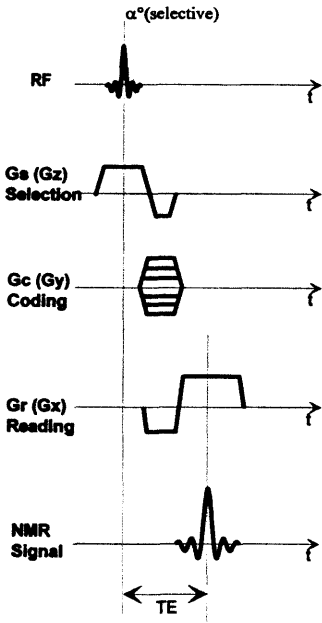 α°(selective)
RF
t
Gs (Gz)
Selection
t
Gc (Gy)
Coding
t
Gr (Gx)
Reading
t
NMR
Signal
t
TE